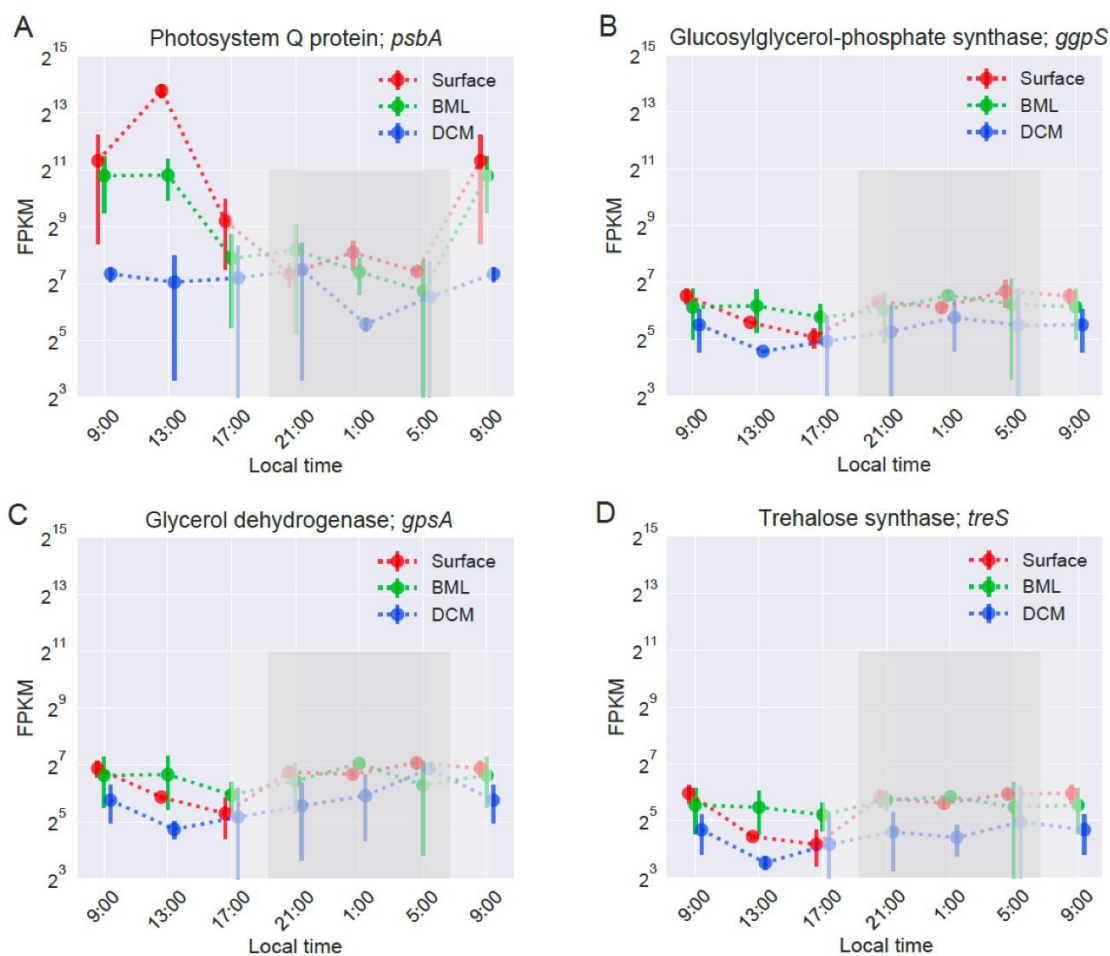 A
Photosystem Q protein; psbA
2^15
2^13
2^11
2^9
2^7
2^5
2^3
FPKM
Surface
BML
DCM
9:00
13:00
17:00
21:00
1:00
5:00
9:00
Local time
B
Glucosylglycerol-phosphate synthase; ggpS
2^15
2^13
2^11
2^9
2^7
2^5
2^3
FPKM
Surface
BML
DCM
9:00
13:00
17:00
21:00
1:00
5:00
9:00
Local time
C
Glycerol dehydrogenase; gpsA
2^15
2^13
2^11
2^9
2^7
2^5
2^3
FPKM
Surface
BML
DCM
9:00
13:00
17:00
21:00
1:00
5:00
9:00
Local time
D
Trehalose synthase; treS
2^15
2^13
2^11
2^9
2^7
2^5
2^3
FPKM
Surface
BML
DCM
9:00
13:00
17:00
21:00
1:00
5:00
9:00
Local time